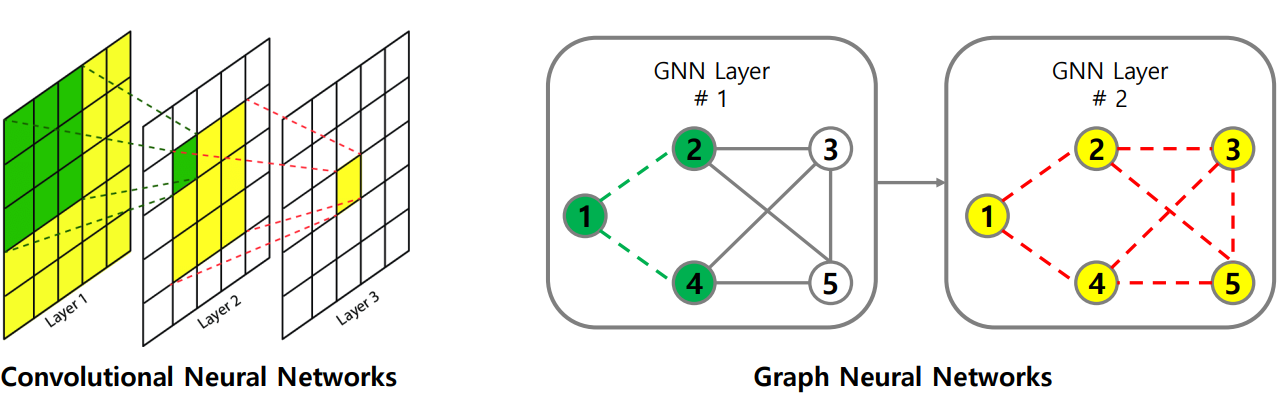 Layer 1
Layer 2
Layer 3
Convolutional Neural Networks
GNN Layer
# 1
1
2
3
4
5
GNN Layer
# 2
1
2
3
4
5
Graph Neural Networks